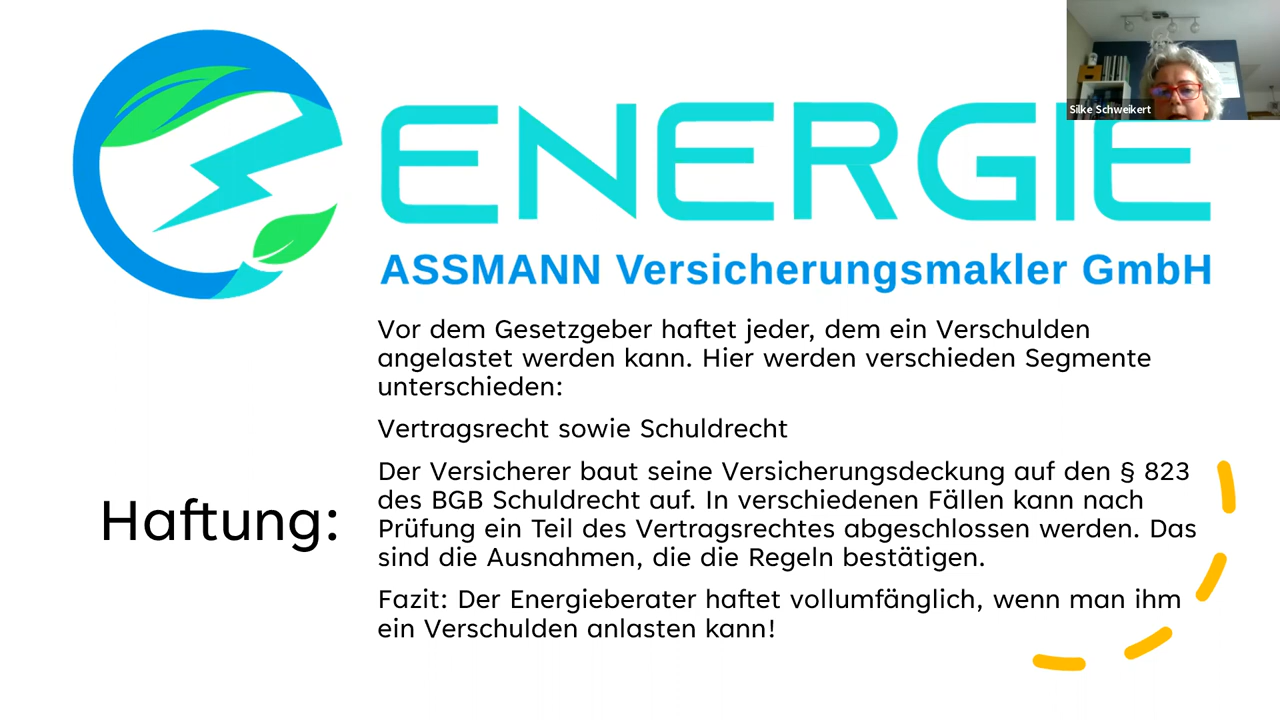 Silke Schweikert
ENERGIE
ASSMANN Versicherungsmakler GmbH
Haftung:
Vor dem Gesetzgeber haftet jeder, dem ein Verschulden
angelastet werden kann. Hier werden verschieden Segmente
unterschieden:
Vertragsrecht sowie Schuldrecht
Der Versicherer baut seine Versicherungsdeckung auf den § 823
des BGB Schuldrecht auf. In verschiedenen Fällen kann nach
Prüfung ein Teil des Vertragsrechtes abgeschlossen werden. Das
sind die Ausnahmen, die die Regeln bestätigen.
Fazit: Der Energieberater haftet vollumfänglich, wenn man ihm
ein Verschulden anlasten kann!